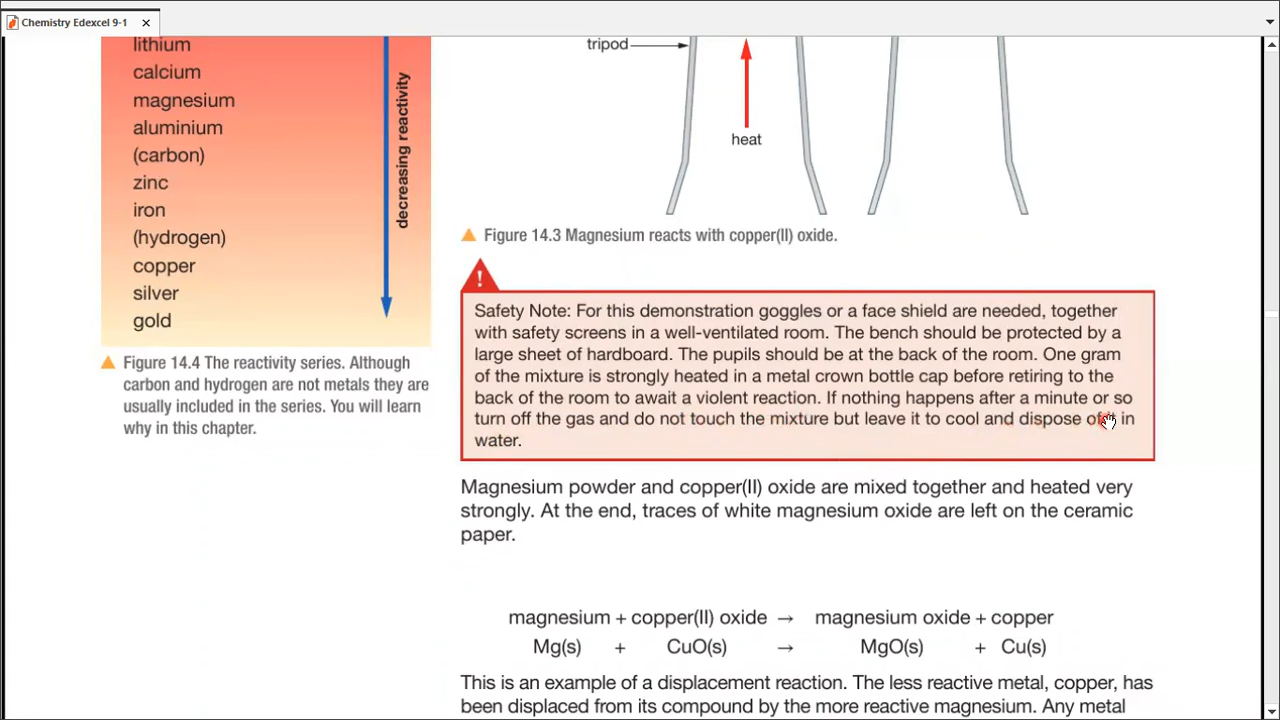 Chemistry Edexcel 9-1
lithium
calcium
magnesium
aluminium
(carbon)
zinc
iron
(hydrogen)
copper
silver
gold
decreasing reactivity
Figure 14.4 The reactivity series. Although
carbon and hydrogen are not metals they are
usually included in the series. You will learn
why in this chapter.
tripod
heat
Figure 14.3 Magnesium reacts with copper(II) oxide.
!
Safety Note: For this demonstration goggles or a face shield are needed, together
with safety screens in a well-ventilated room. The bench should be protected by a
large sheet of hardboard. The pupils should be at the back of the room. One gram
of the mixture is strongly heated in a metal crown bottle cap before retiring to the
back of the room to await a violent reaction. If nothing happens after a minute or so
turn off the gas and do not touch the mixture but leave it to cool and dispose of in
water.
Magnesium powder and copper(II) oxide are mixed together and heated very
strongly. At the end, traces of white magnesium oxide are left on the ceramic
paper.
magnesium + copper(II) oxide → magnesium oxide + copper
Mg(s) + CuO(s) → MgO(s) + Cu(s)
This is an example of a displacement reaction. The less reactive metal, copper, has
been displaced from its compound by the more reactive magnesium. Any metal